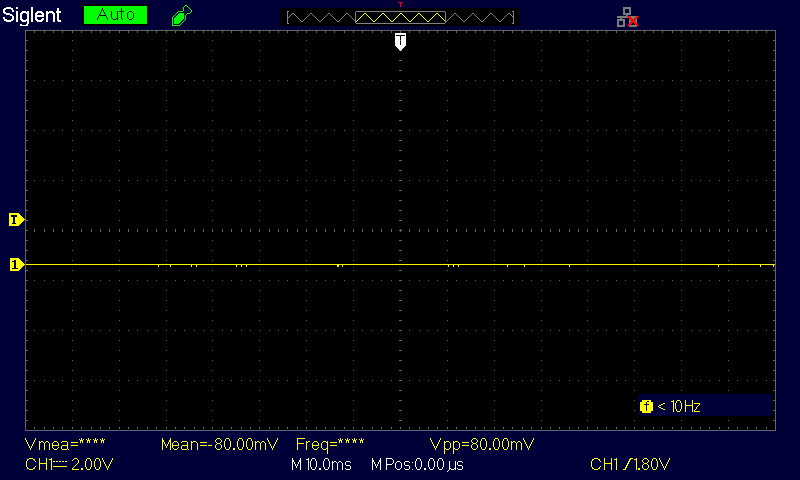 Siglent Auto T
T
T
1
f < 10Hz
Vmea=**** Mean=-80.00mV Freq=**** Vpp=80.00mV
CH1 2.00V M 10.0ms M Pos:0.00µs CH1 1.80V